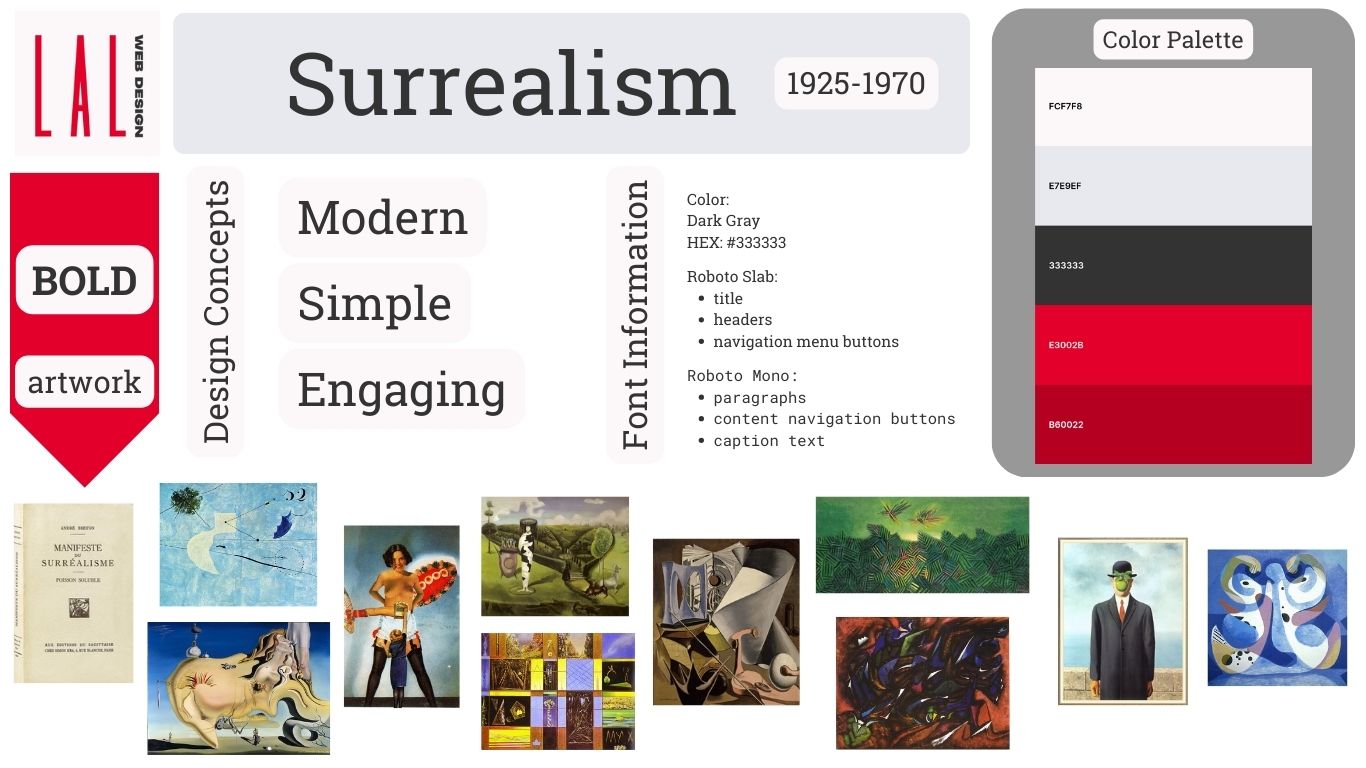 LAL
WEB DESIGN
Surrealism
1925-1970
Color Palette
FCF7F8
E7E9EF
333333
E3002B
B60022
BOLD
artwork
Design Concepts
Modern
Simple
Engaging
Font Information
Color:
Dark Gray
HEX: #333333
Roboto Slab:
• title
• headers
• navigation menu buttons
Roboto Mono:
• paragraphs
• content navigation buttons
• caption text
ANDRÉ BRETON
MANIFESTE
DU
SURRÉALISME
POISSON SOLUBLE
AUX ÉDITIONS DU SAGITTAIRE